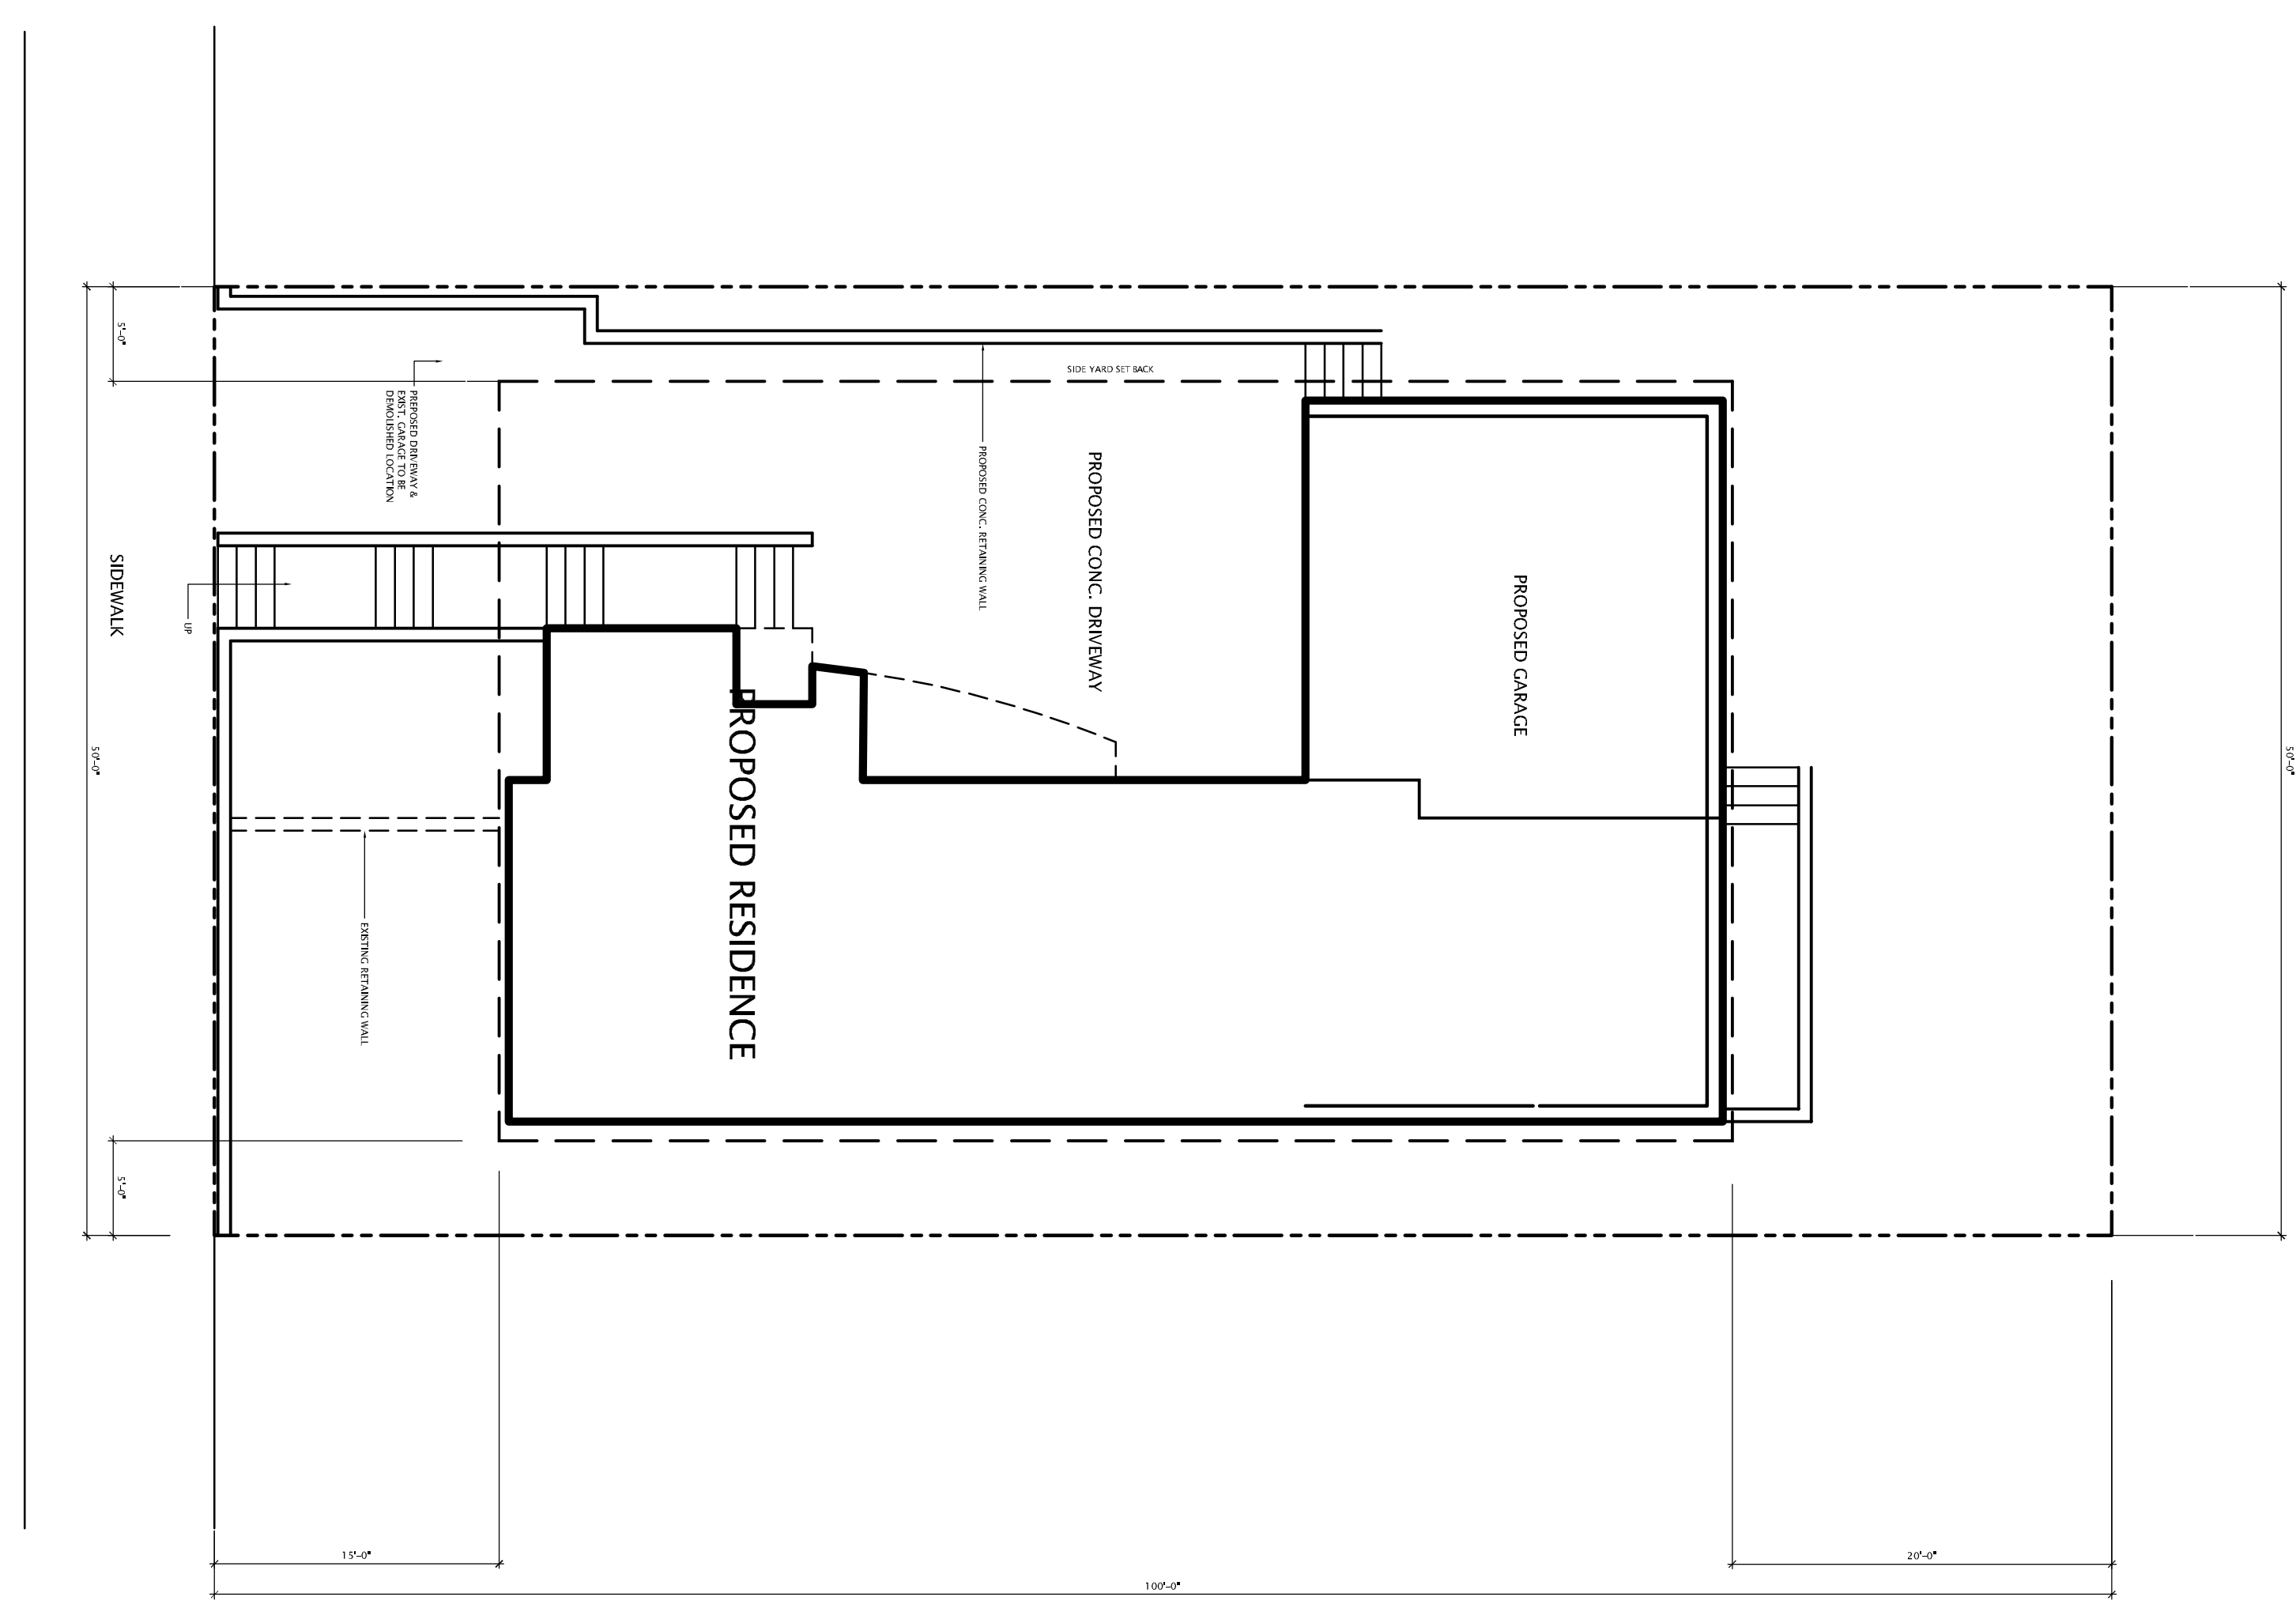 SIDE YARD SET BACK
5'-0"
PREPOSED DRIVEWAY &
EXIST. GARAGE TO BE
DEMOLISHED LOCATION
PROPOSED CONC. RETAINING WALL
PROPOSED CONC. DRIVEWAY
PROPOSED GARAGE
SIDEWALK
UP
50'-0"
50'-0"
PROPOSED RESIDENCE
EXISTING RETAINING WALL
5'-0"
15'-0"
20'-0"
100'-0"